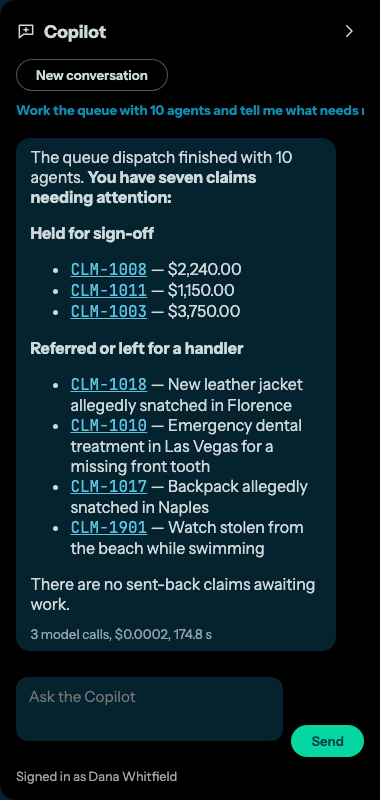 Copilot
New conversation
Work the queue with 10 agents and tell me what needs
The queue dispatch finished with 10
agents. You have seven claims
needing attention:
Held for sign-off
CLM-1008 — $2,240.00
CLM-1011 — $1,150.00
CLM-1003 — $3,750.00
Referred or left for a handler
CLM-1018 — New leather jacket
allegedly snatched in Florence
CLM-1010 — Emergency dental
treatment in Las Vegas for a
missing front tooth
CLM-1017 — Backpack allegedly
snatched in Naples
CLM-1901 — Watch stolen from
the beach while swimming
There are no sent-back claims awaiting
work.
3 model calls, $0.0002, 174.8 s
Ask the Copilot
Send
Signed in as Dana Whitfield